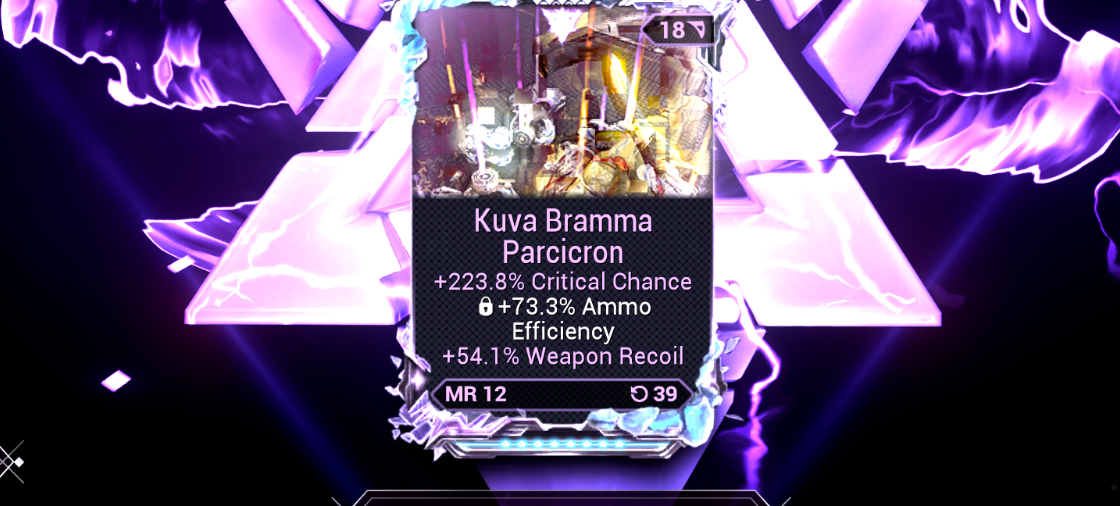 18
Kuva Bramma
Parcicron
+223.8% Critical Chance
+73.3% Ammo
Efficiency
+54.1% Weapon Recoil
MR 12 39